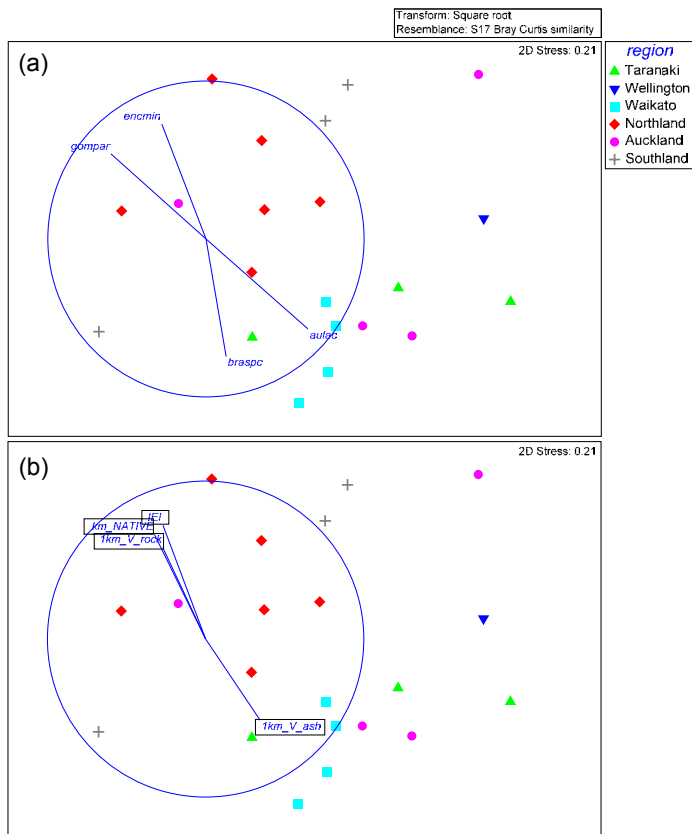 Transform: Square root
Resemblance: S17 Bray Curtis similarity
(a)
2D Stress: 0.21
region
Taranaki
Wellington
Waikato
Northland
Auckland
Southland
encmin
gompar
aulac
braspc
(b)
2D Stress: 0.21
IEI
km_NATIVE
1km_V_rock
1km_V_ash